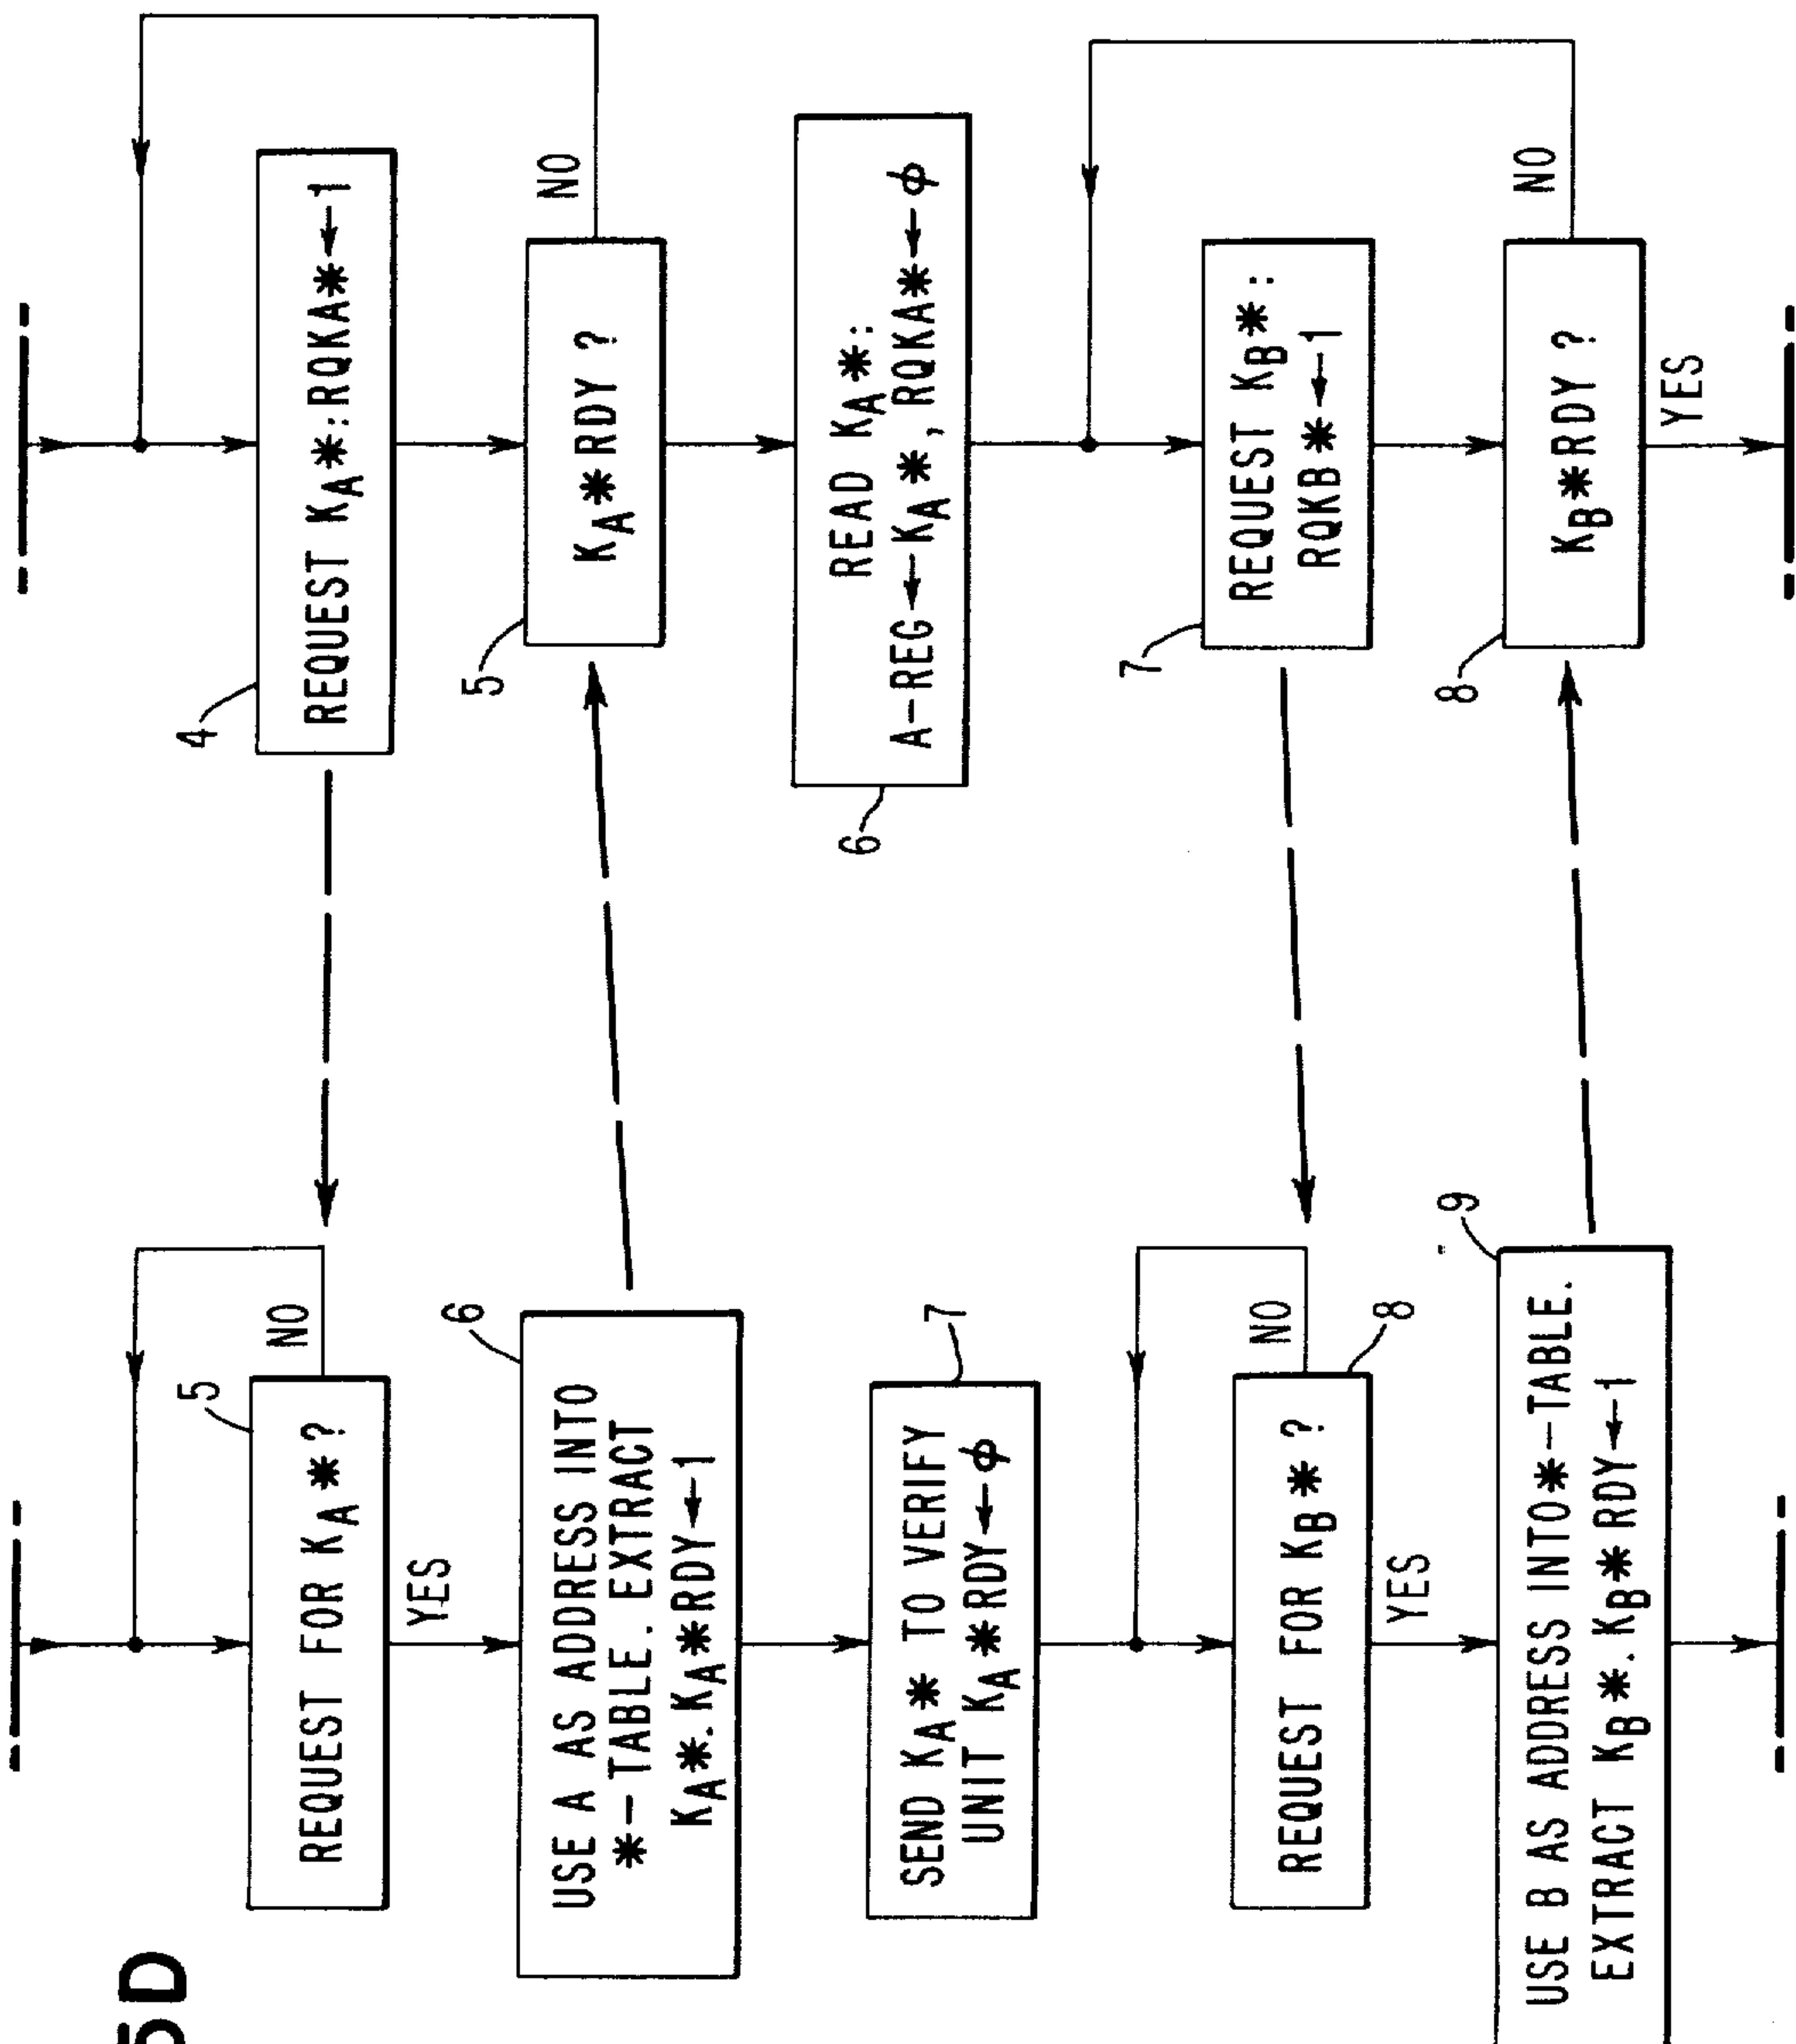 5D
5
REQUEST FOR KA*?
NO
YES
6
USE A AS ADDRESS INTO
*-TABLE. EXTRACT
KA*. KA*RDY←1
7
SEND KA* TO VERIFY
UNIT KA*RDY←ϕ
8
REQUEST FOR KB*?
NO
YES
9
USE B AS ADDRESS INTO*-TABLE.
EXTRACT KB*. KB*RDY←1
4
REQUEST KA*:RQKA*←1
5
KA*RDY?
NO
6
READ KA*:
A-REG←KA*, RQKA*←ϕ
7
REQUEST KB*:
RQKB*←1
8
KB*RDY?
NO
YES